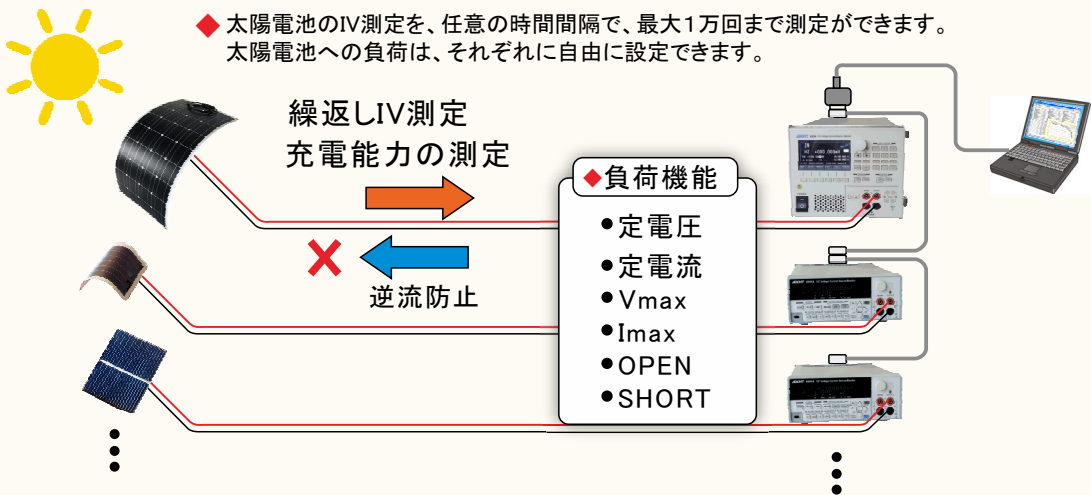 ◆ 太陽電池のIV測定を、任意の時間間隔で、最大1万回まで測定ができます。
太陽電池への負荷は、それぞれに自由に設定できます。
繰返しIV測定
充電能力の測定
逆流防止
◆負荷機能
•定電圧
•定電流
•Vmax
•Imax
•OPEN
•SHORT